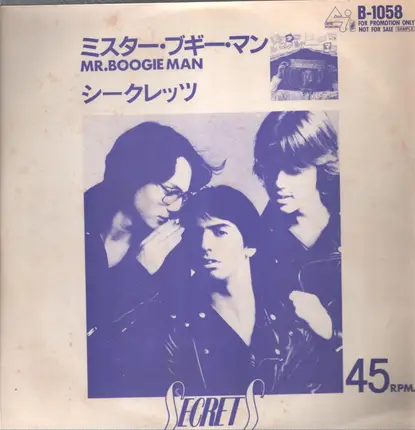 ミスター・ブギー・マン
MR.BOOGIE MAN
シークレッツ
B-1058
FOR PROMOTION ONLY
NOT FOR SALE SAMPLE
45 RPM.
SECRETS